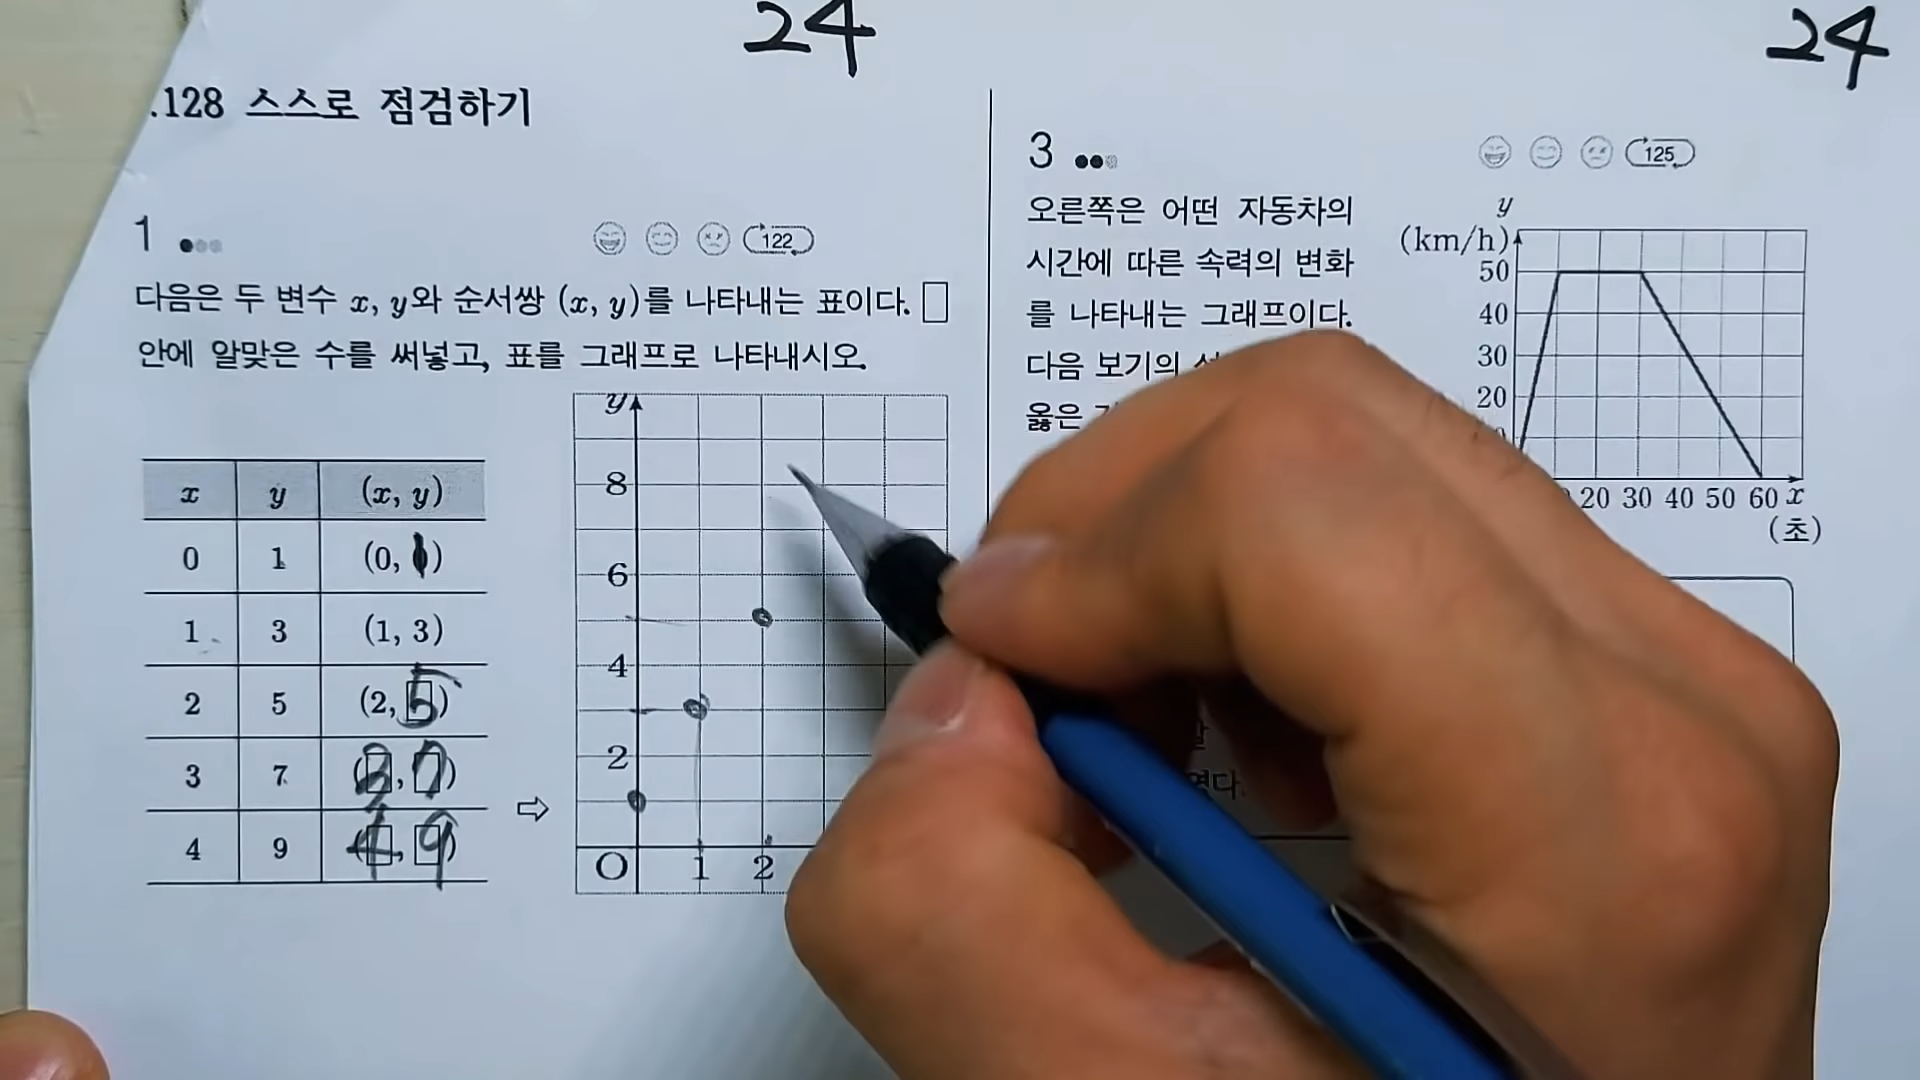 24
24
.128 스스로 점검하기
1
122
다음은 두 변수 x, y와 순서쌍 (x, y)를 나타내는 표이다. □
안에 알맞은 수를 써넣고, 표를 그래프로 나타내시오.
x y (x, y)
0 1 (0, 1)
1 3 (1, 3)
2 5 (2, 5)
3 7 (3, 7)
4 9 (4, 9)
⇨
y
8
6
4
2
O 1 2
3
125
오른쪽은 어떤 자동차의
시간에 따른 속력의 변화
를 나타내는 그래프이다.
다음 보기의
옳은
y
(km/h)
50
40
30
20
20 30 40 50 60 x
(초)